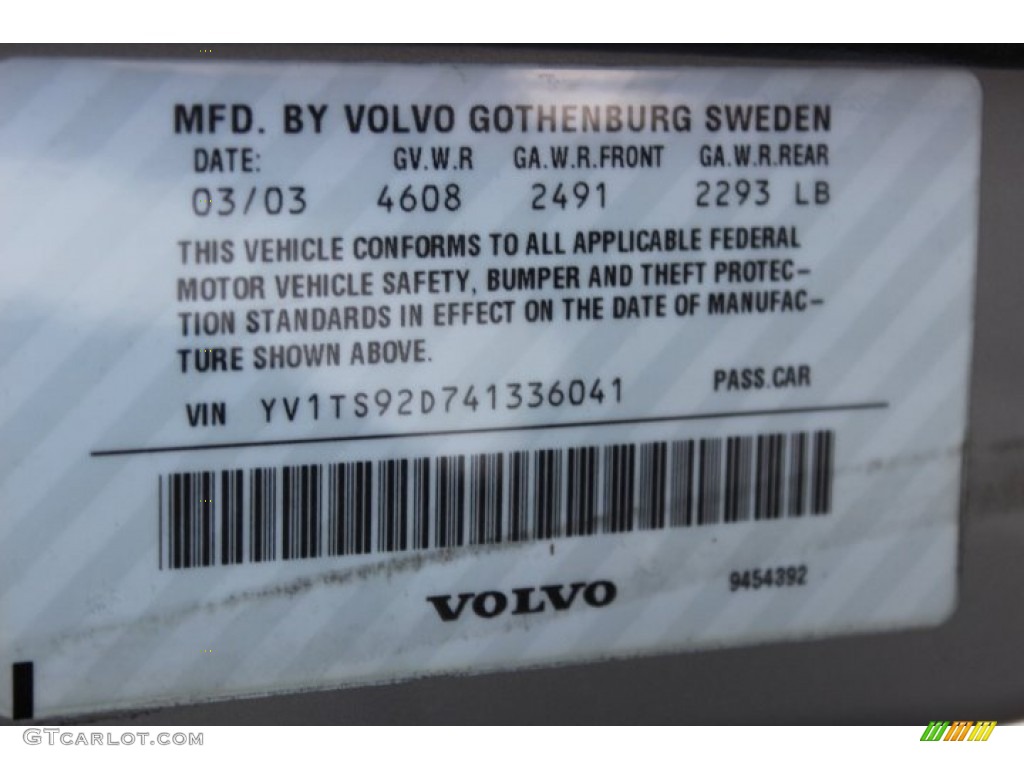 MFD. BY VOLVO GOTHENBURG SWEDEN
DATE: GV.W.R GA.W.R.FRONT GA.W.R.REAR
03/03 4608 2491 2293 LB
THIS VEHICLE CONFORMS TO ALL APPLICABLE FEDERAL
MOTOR VEHICLE SAFETY, BUMPER AND THEFT PROTEC-
TION STANDARDS IN EFFECT ON THE DATE OF MANUFAC-
TURE SHOWN ABOVE.
VIN YV1TS92D741336041 PASS.CAR
VOLVO 9454392
GTCARLOT.COM